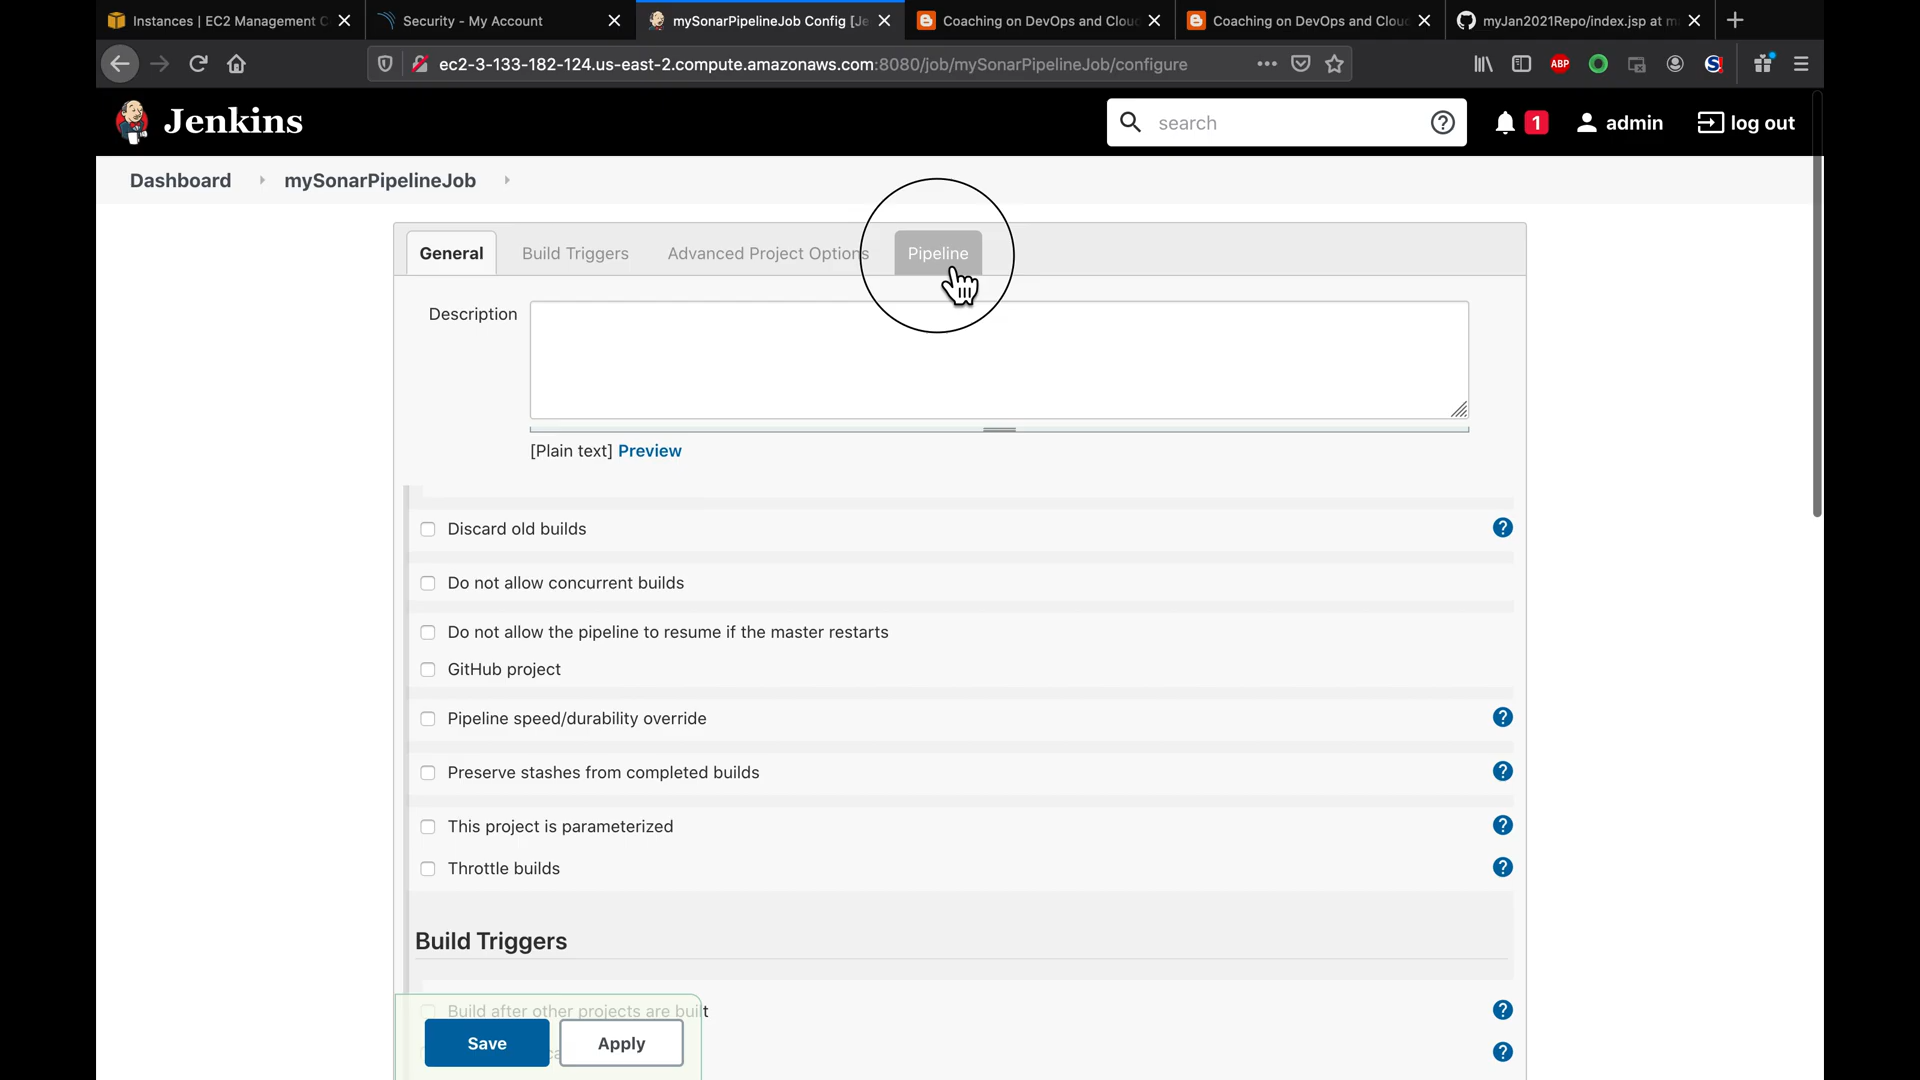 Instances | EC2 Management C
Security - My Account
mySonarPipelineJob Config [Je
Coaching on DevOps and Clou
Coaching on DevOps and Clou
myJan2021Repo/index.jsp at m
ec2-3-133-182-124.us-east-2.compute.amazonaws.com:8080/job/mySonarPipelineJob/configure
ABP
Jenkins
search
1
admin
log out
Dashboard
mySonarPipelineJob
General
Build Triggers
Advanced Project Options
Pipeline
Description
[Plain text] Preview
Discard old builds
Do not allow concurrent builds
Do not allow the pipeline to resume if the master restarts
GitHub project
Pipeline speed/durability override
Preserve stashes from completed builds
This project is parameterized
Throttle builds
Build Triggers
Build after other projects are built
Save
Apply